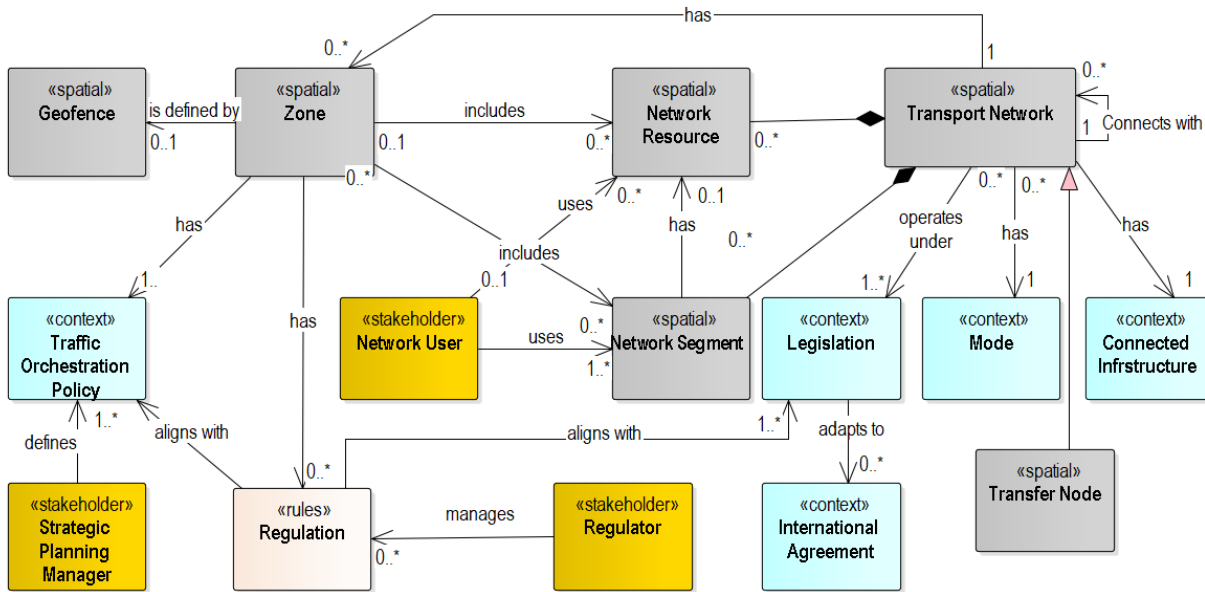 has
0..*
1
0..*
«spatial»
Geofence
is defined by
0..1
«spatial»
Zone
includes
0..1
0..*
0..*
«spatial»
Network
Resource
0..*
«spatial»
Transport Network
1
Connects with
uses
0..*
0..1
has
0..*
0..*
0..*
operates
under
has
has
has
1..
has
includes
0..1
0..*
1..*
1
1
«context»
Traffic
Orchestration
Policy
«stakeholder»
Network User
uses
1..*
«spatial»
Network Segment
«context»
Legislation
«context»
Mode
«context»
Connected
Infrstructure
1..*
defines
aligns with
aligns with
1..*
adapts to
0..*
0..*
«stakeholder»
Strategic
Planning
Manager
«rules»
Regulation
manages
0..*
«stakeholder»
Regulator
«context»
International
Agreement
«spatial»
Transfer Node